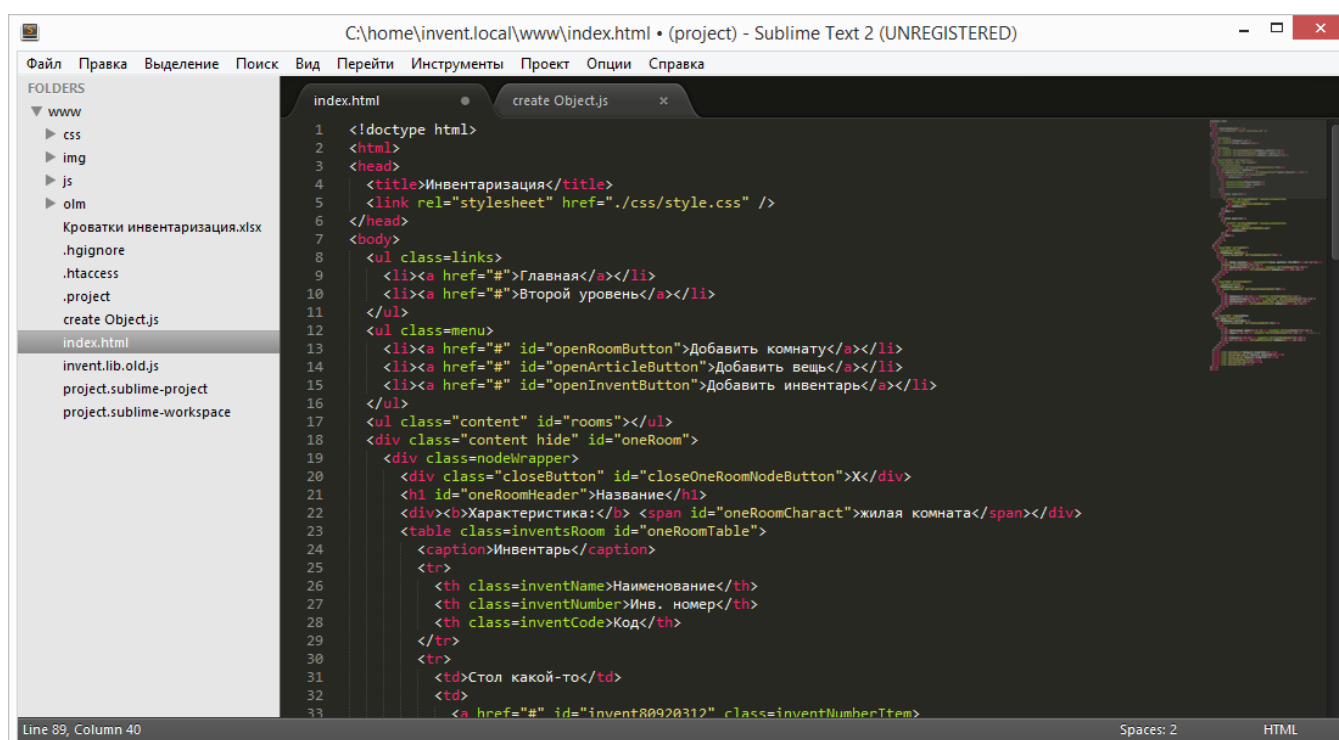 C:\home\invent.local\www\index.html • (project) - Sublime Text 2 (UNREGISTERED)
Файл Правка Выделение Поиск Вид Перейти Инструменты Проект Опции Справка
FOLDERS
www
css
img
js
olm
Кроватки инвентаризация.xlsx
.hgignore
.htaccess
.project
create Object.js
index.html
invent.lib.old.js
project.sublime-project
project.sublime-workspace
index.html
create Object.js
1 <!doctype html>
2 <html>
3 <head>
4 <title>Инвентаризация</title>
5 <link rel="stylesheet" href="./css/style.css" />
6 </head>
7 <body>
8 <ul class=links>
9 <li><a href="#">Главная</a></li>
10 <li><a href="#">Второй уровень</a></li>
11 </ul>
12 <ul class=menu>
13 <li><a href="#" id="openRoomButton">Добавить комнату</a></li>
14 <li><a href="#" id="openArticleButton">Добавить вещь</a></li>
15 <li><a href="#" id="openInventButton">Добавить инвентарь</a></li>
16 </ul>
17 <ul class="content" id="rooms"></ul>
18 <div class="content hide" id="oneRoom">
19 <div class=nodeWrapper>
20 <div class="closeButton" id="closeOneRoomNodeButton">X</div>
21 <h1 id="oneRoomHeader">Название</h1>
22 <div><b>Характеристика:</b> <span id="oneRoomCharact">жилая комната</span></div>
23 <table class=inventsRoom id="oneRoomTable">
24 <caption>Инвентарь</caption>
25 <tr>
26 <th class=inventName>Наименование</th>
27 <th class=inventNumber>Инв. номер</th>
28 <th class=inventCode>Код</th>
29 </tr>
30 <tr>
31 <td>Стол какой-то</td>
32 <td>
33 <a href="#" id="invent80920312" class=inventNumberItem>
Line 89, Column 40
Spaces: 2
HTML